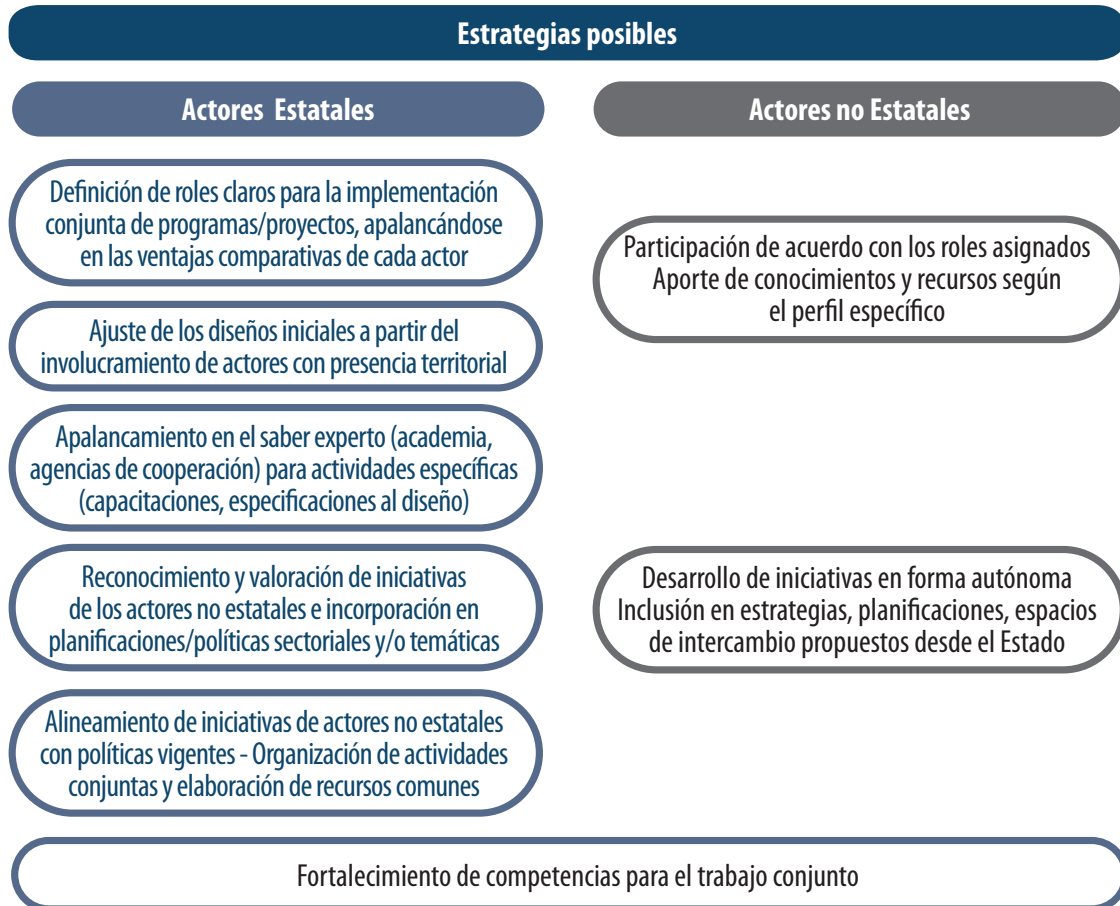 Estrategias posibles
Actores Estatales
Definición de roles claros para la implementación
conjunta de programas/proyectos, apalancándose
en las ventajas comparativas de cada actor
Ajuste de los diseños iniciales a partir del
involucramiento de actores con presencia territorial
Apalancamiento en el saber experto (academia,
agencias de cooperación) para actividades específicas
(capacitaciones, especificaciones al diseño)
Reconocimiento y valoración de iniciativas
de los actores no estatales e incorporación en
planificaciones/políticas sectoriales y/o temáticas
Alineamiento de iniciativas de actores no estatales
con políticas vigentes - Organización de actividades
conjuntas y elaboración de recursos comunes
Actores no Estatales
Participación de acuerdo con los roles asignados
Aporte de conocimientos y recursos según
el perfil específico
Desarrollo de iniciativas en forma autónoma
Inclusión en estrategias, planificaciones, espacios
de intercambio propuestos desde el Estado
Fortalecimiento de competencias para el trabajo conjunto